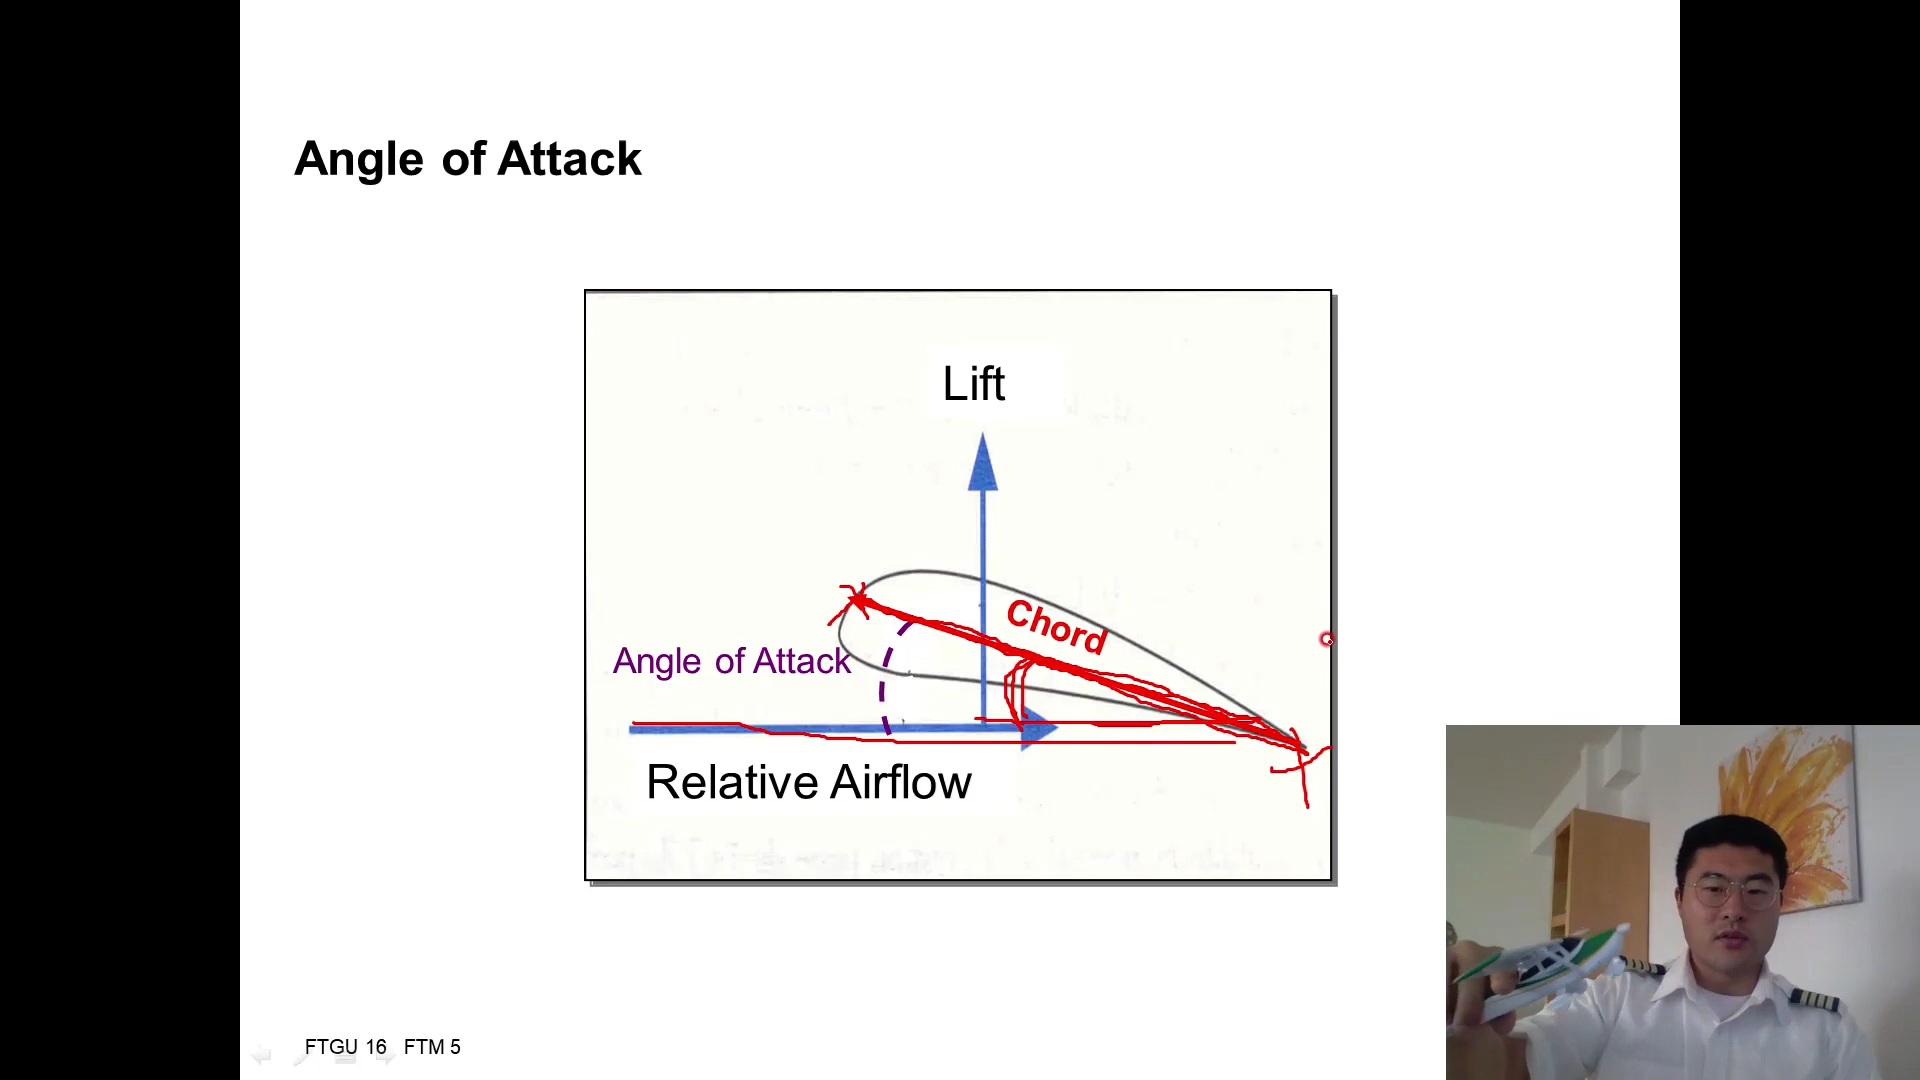 Angle of Attack
Lift
Chord
Angle of Attack
Relative Airflow
FTGU 16 FTM 5